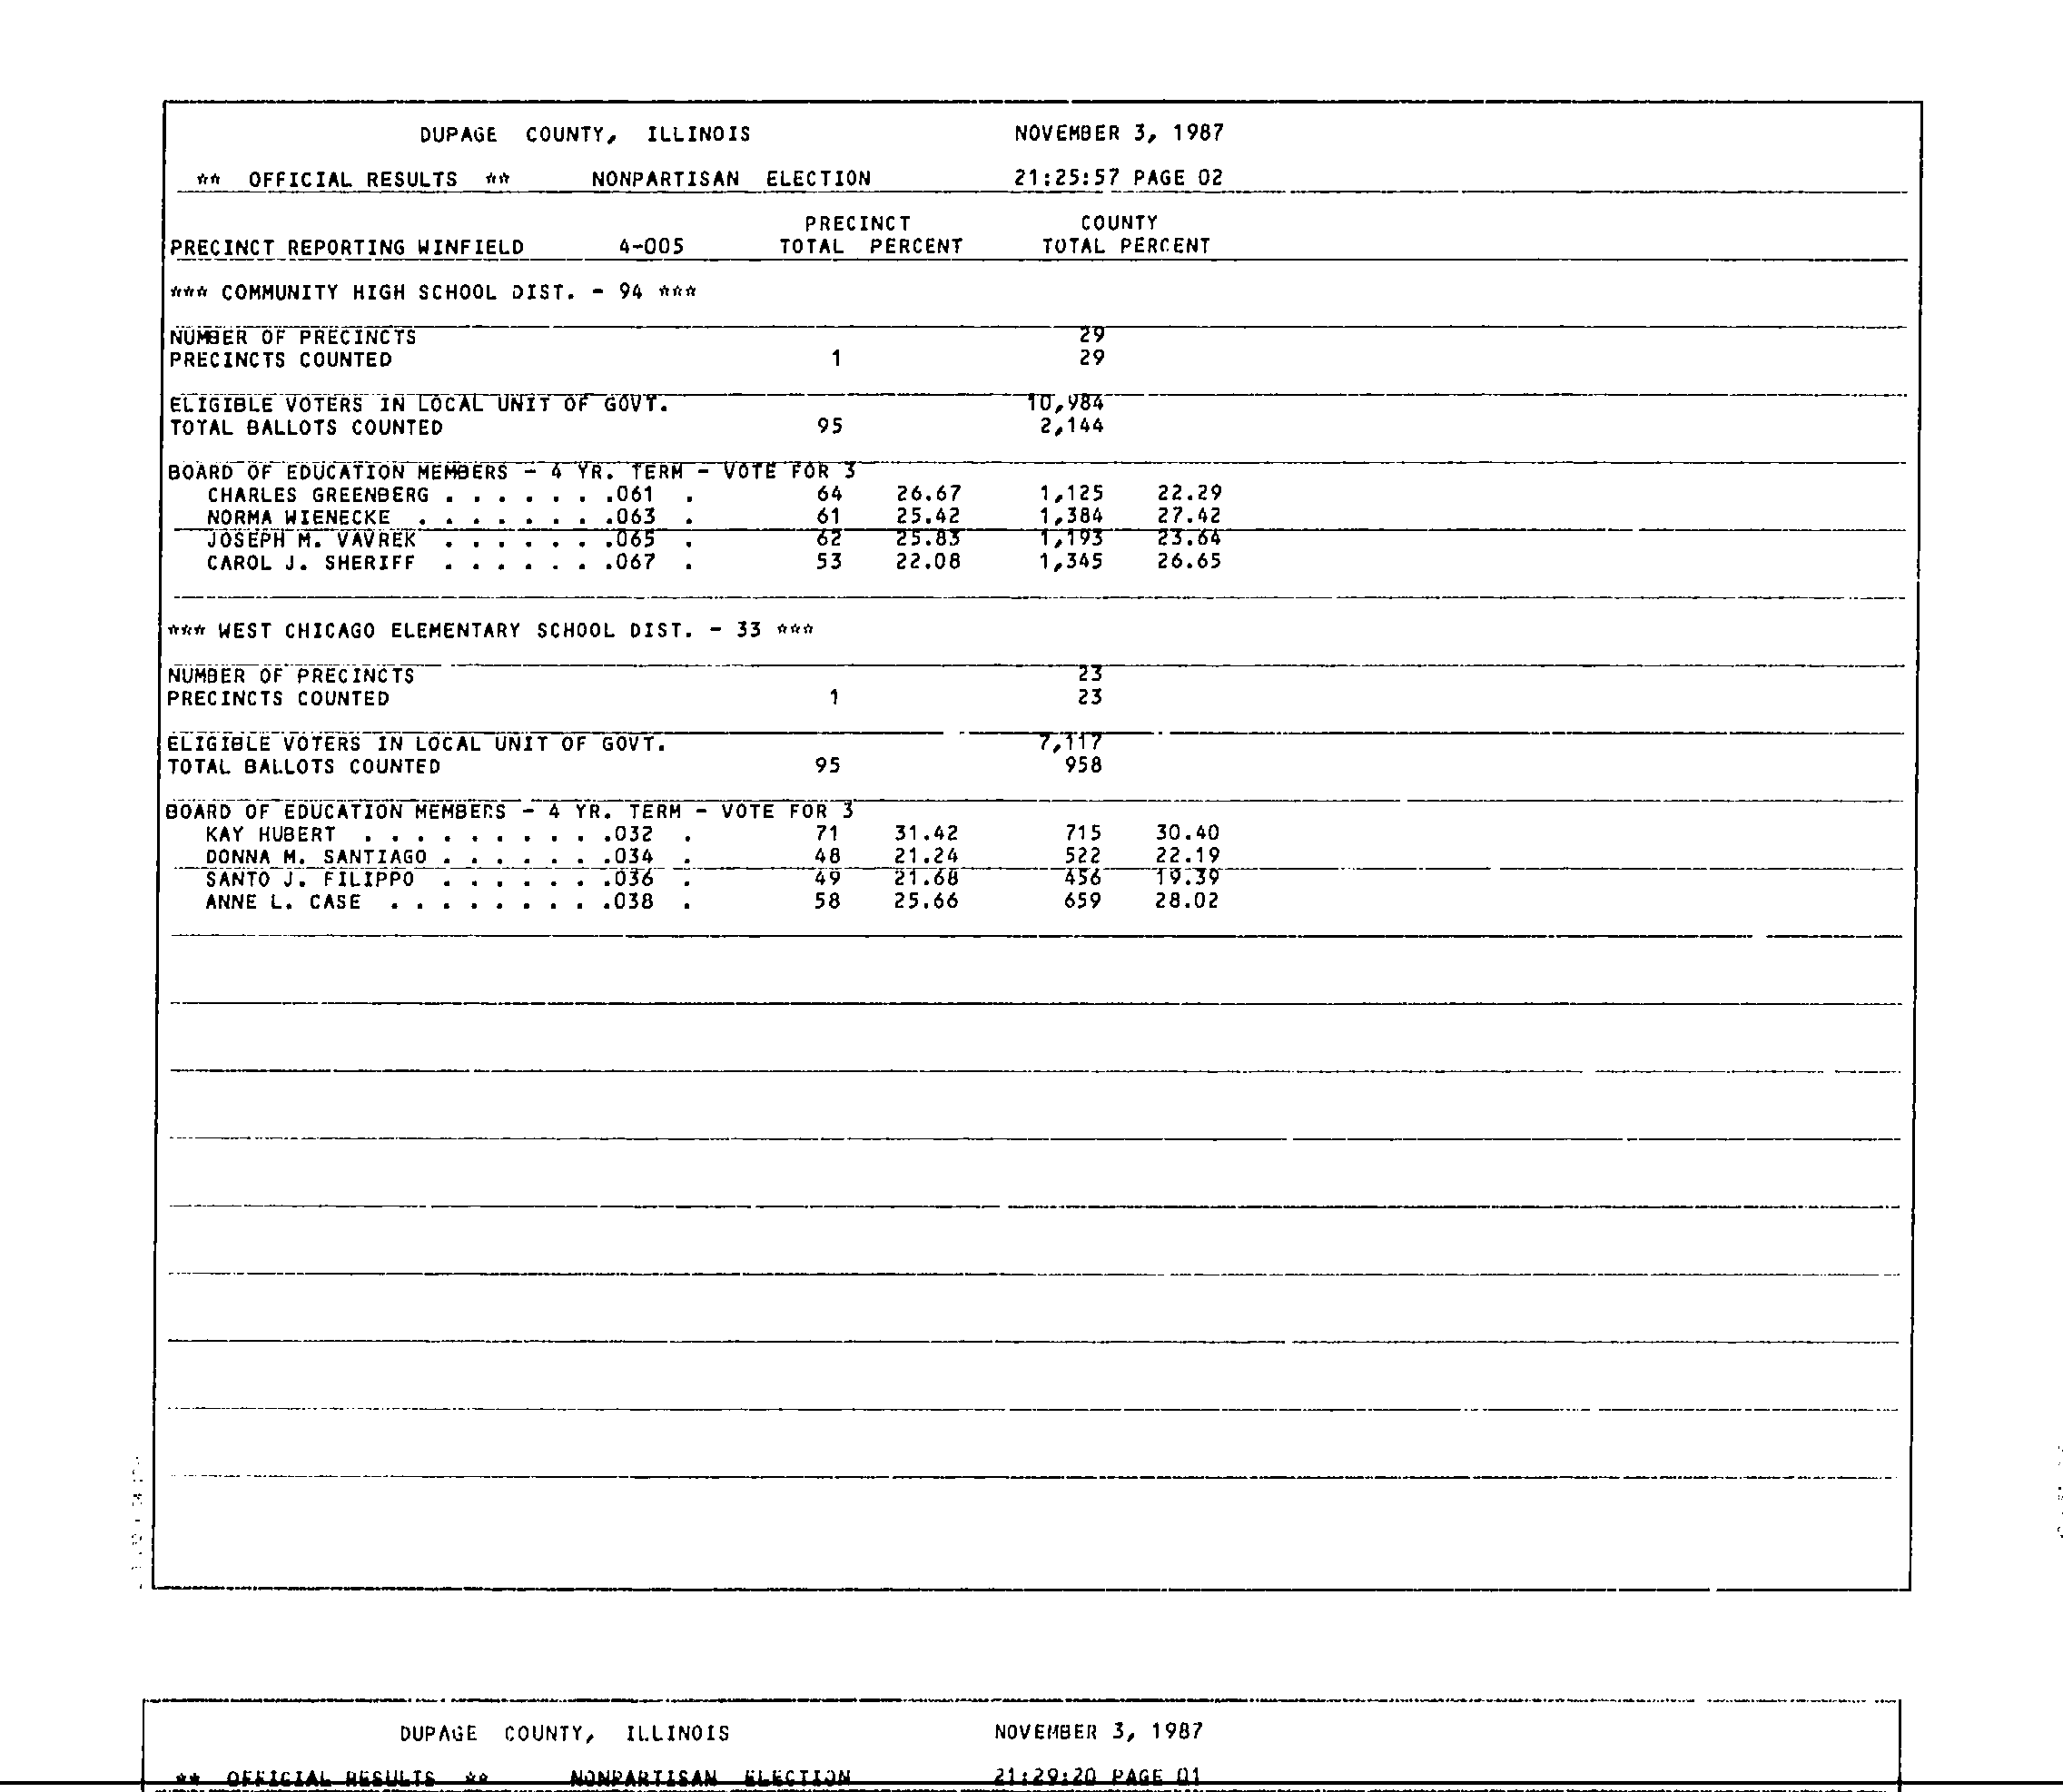 DUPAGE COUNTY, ILLINOIS NOVEMBER 3, 1987
** OFFICIAL RESULTS ** NONPARTISAN ELECTION 21:25:57 PAGE 02
PRECINCT COUNTY
PRECINCT REPORTING WINFIELD 4-005 TOTAL PERCENT TOTAL PERCENT
*** COMMUNITY HIGH SCHOOL DIST. - 94 ***
NUMBER OF PRECINCTS 29
PRECINCTS COUNTED 1 29
ELIGIBLE VOTERS IN LOCAL UNIT OF GOVT. 10,984
TOTAL BALLOTS COUNTED 95 2,144
BOARD OF EDUCATION MEMBERS - 4 YR. TERM - VOTE FOR 3
CHARLES GREENBERG . . . . . . .061 . 64 26.67 1,125 22.29
NORMA WIENECKE . . . . . . . .063 . 61 25.42 1,384 27.42
JOSEPH M. VAVREK . . . . . . .065 . 62 25.83 1,193 23.64
CAROL J. SHERIFF . . . . . . .067 . 53 22.08 1,345 26.65
*** WEST CHICAGO ELEMENTARY SCHOOL DIST. - 33 ***
NUMBER OF PRECINCTS 23
PRECINCTS COUNTED 1 23
ELIGIBLE VOTERS IN LOCAL UNIT OF GOVT. 7,117
TOTAL BALLOTS COUNTED 95 958
BOARD OF EDUCATION MEMBERS - 4 YR. TERM - VOTE FOR 3
KAY HUBERT . . . . . . . . . .032 . 71 31.42 715 30.40
DONNA M. SANTIAGO . . . . . . .034 . 48 21.24 522 22.19
SANTO J. FILIPPO . . . . . . .036 . 49 21.68 456 19.39
ANNE L. CASE . . . . . . . . .038 . 58 25.66 659 28.02
DUPAGE COUNTY, ILLINOIS NOVEMBER 3, 1987
** OFFICIAL RESULTS ** NONPARTISAN ELECTION 21:29:20 PAGE 01